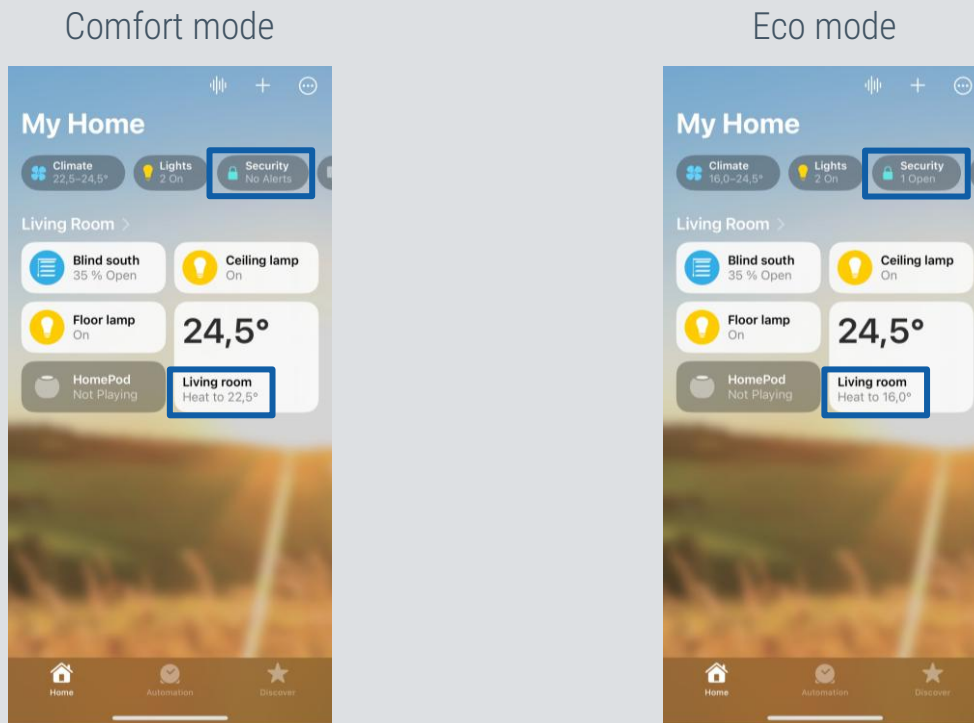 Comfort mode
My Home
Climate
22,5–24,5°
Lights
2 On
Security
No Alerts
Living Room >
Blind south
35 % Open
Ceiling lamp
On
Floor lamp
On
24,5°
HomePod
Not Playing
Living room
Heat to 22,5°
Home
Automation
Discover
Eco mode
My Home
Climate
16,0–24,5°
Lights
2 On
Security
1 Open
Living Room >
Blind south
35 % Open
Ceiling lamp
On
Floor lamp
On
24,5°
HomePod
Not Playing
Living room
Heat to 16,0°
Home
Automation
Discover